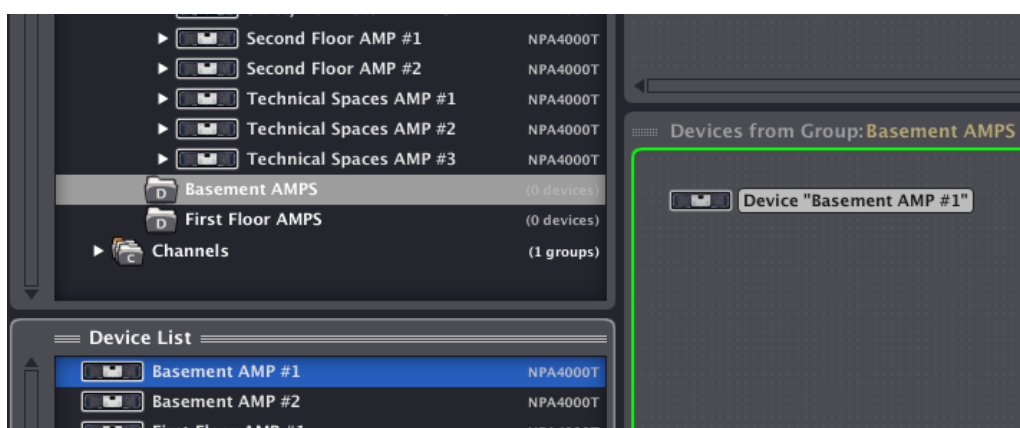 Second Floor AMP #1 NPA4000T
Second Floor AMP #2 NPA4000T
Technical Spaces AMP #1 NPA4000T
Technical Spaces AMP #2 NPA4000T
Technical Spaces AMP #3 NPA4000T
D Basement AMPS (0 devices)
D First Floor AMPS (0 devices)
C Channels (1 groups)
Devices from Group: Basement AMPS
Device "Basement AMP #1"
Device List
Basement AMP #1 NPA4000T
Basement AMP #2 NPA4000T